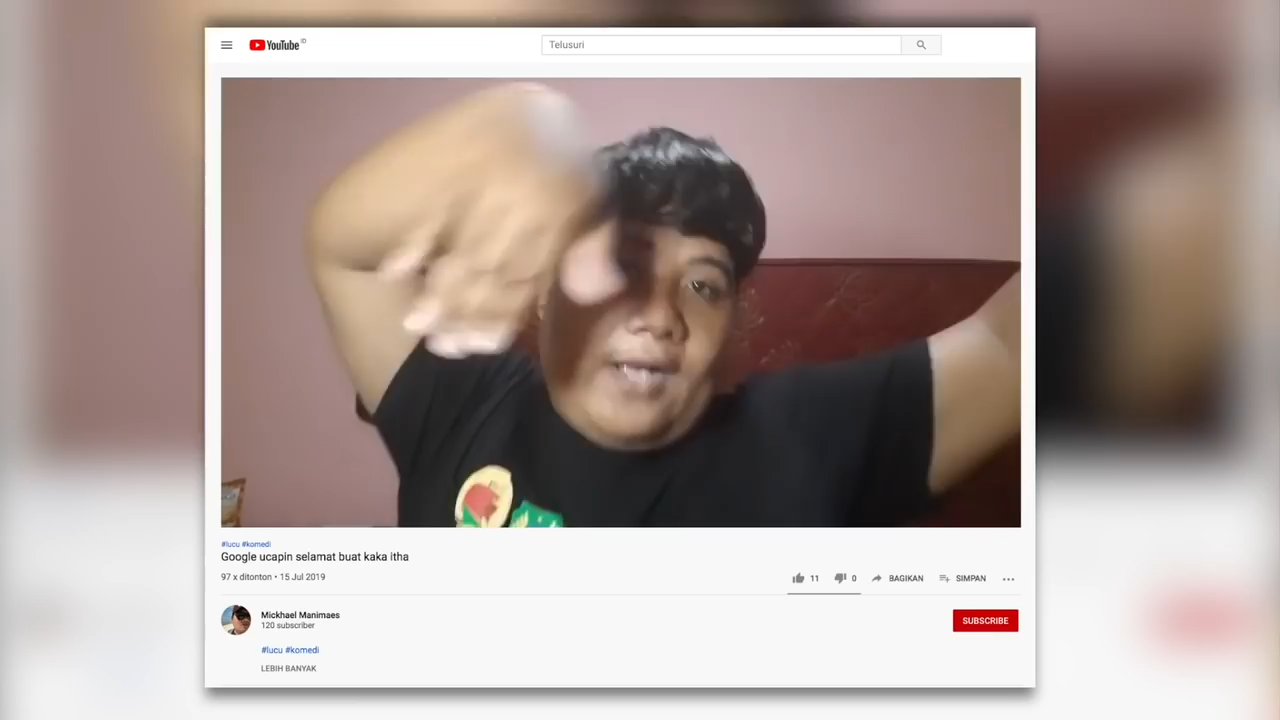 YouTube ID
Telusuri
#lucu #komedi
Google ucapin selamat buat kaka itha
97 x ditonton • 15 Jul 2019
11
0
BAGIKAN
SIMPAN
Mickhael Manimaes
120 subscriber
SUBSCRIBE
#lucu #komedi
LEBIH BANYAK